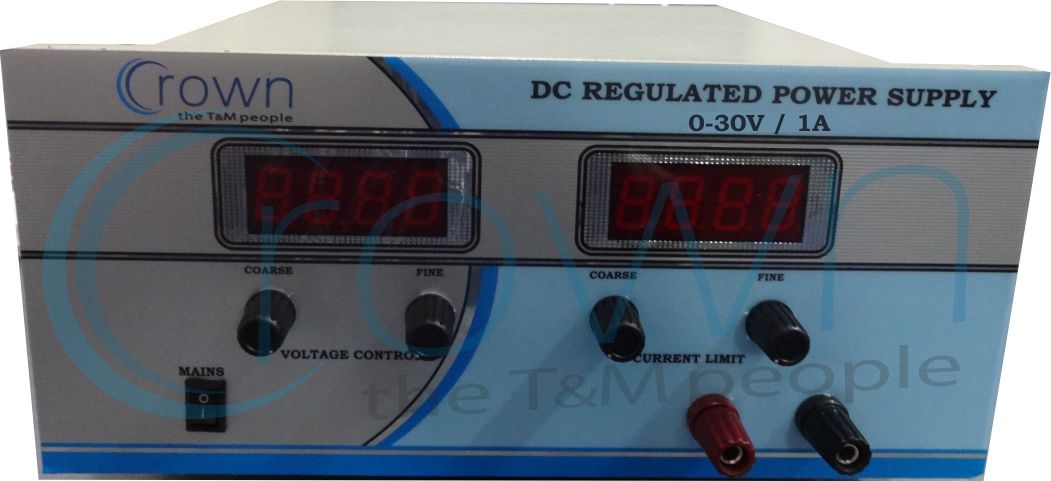 Crown
the T&M people
DC REGULATED POWER SUPPLY
0-30V / 1A
COARSE
FINE
COARSE
FINE
VOLTAGE CONTROL
CURRENT LIMIT
MAINS
Crown
the T&M people